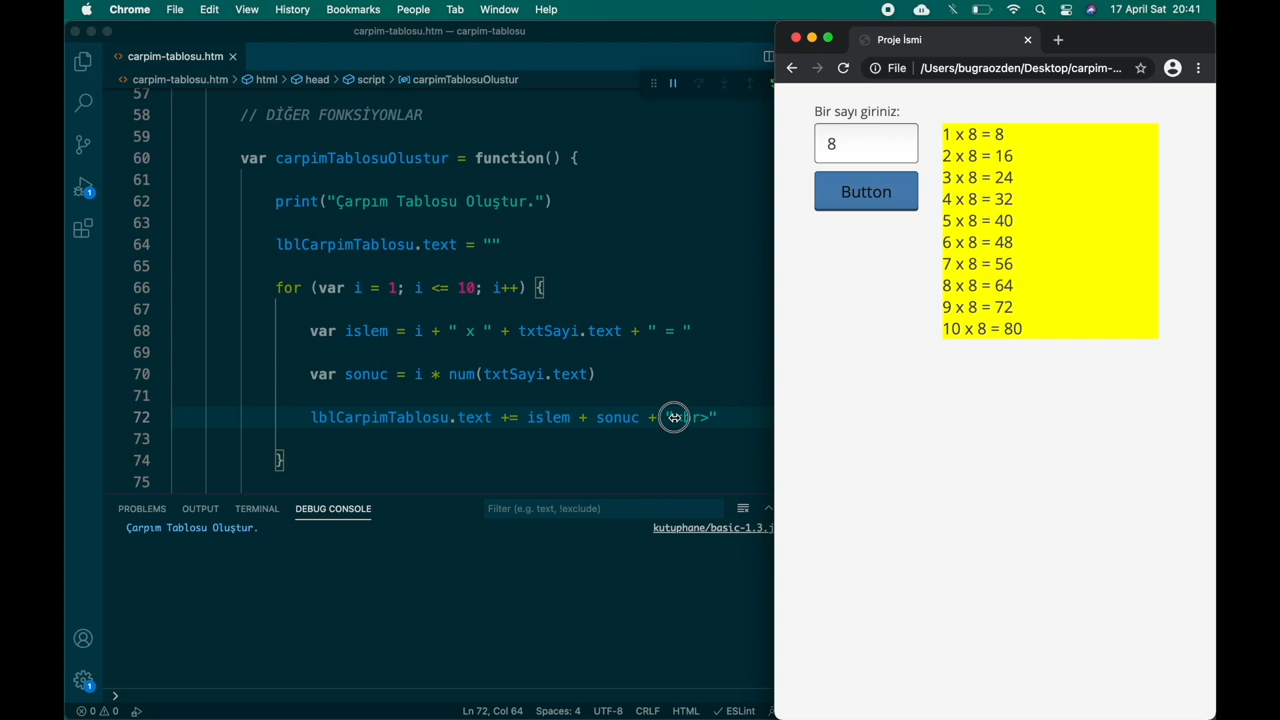 Chrome File Edit View History Bookmarks People Tab Window Help 17 April Sat 20:41
carpim-tablosu.htm — carpim-tablosu
carpim-tablosu.htm
carpim-tablosu.htm > html > head > script > carpimTablosuOlustur
57
58 // DİĞER FONKSİYONLAR
59
60 var carpimTablosuOlustur = function() {
61
62 print("Çarpım Tablosu Oluştur.")
63
64 lblCarpimTablosu.text = ""
65
66 for (var i = 1; i <= 10; i++) {
67
68 var islem = i + " x " + txtSayi.text + " = "
69
70 var sonuc = i * num(txtSayi.text)
71
72 lblCarpimTablosu.text += islem + sonuc + "<br>"
73
74 }
75
PROBLEMS OUTPUT TERMINAL DEBUG CONSOLE Filter (e.g. text, !exclude)
Çarpım Tablosu Oluştur. kutuphane/basic-1.3.j
1
1
>
0 0 Ln 72, Col 64 Spaces: 4 UTF-8 CRLF HTML ESLint
Proje İsmi
File /Users/bugraozden/Desktop/carpim-...
Bir sayı giriniz:
8
Button
1 x 8 = 8
2 x 8 = 16
3 x 8 = 24
4 x 8 = 32
5 x 8 = 40
6 x 8 = 48
7 x 8 = 56
8 x 8 = 64
9 x 8 = 72
10 x 8 = 80